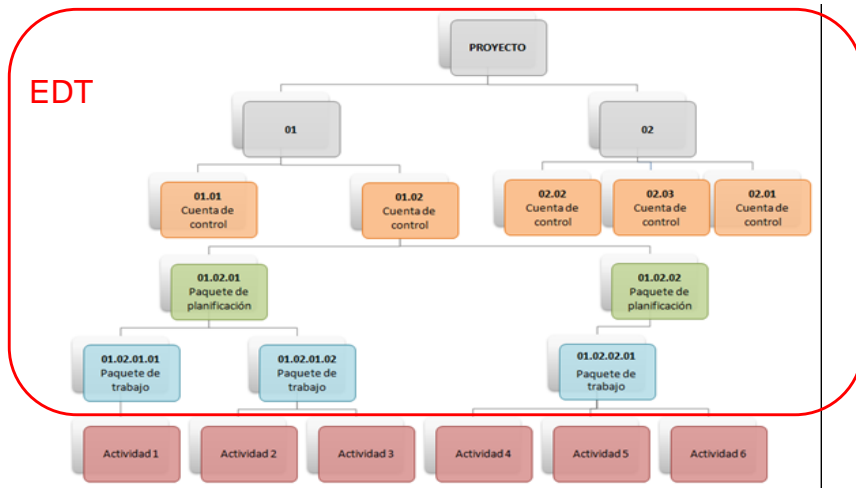 PROYECTO
EDT
01
02
01.01
Cuenta de
control
01.02
Cuenta de
control
02.02
Cuenta de
control
02.03
Cuenta de
control
02.01
Cuenta de
control
01.02.01
Paquete de
planificación
01.02.02
Paquete de
planificación
01.02.01.01
Paquete de
trabajo
01.02.01.02
Paquete de
trabajo
01.02.02.01
Paquete de
trabajo
Actividad 1
Actividad 2
Actividad 3
Actividad 4
Actividad 5
Actividad 6